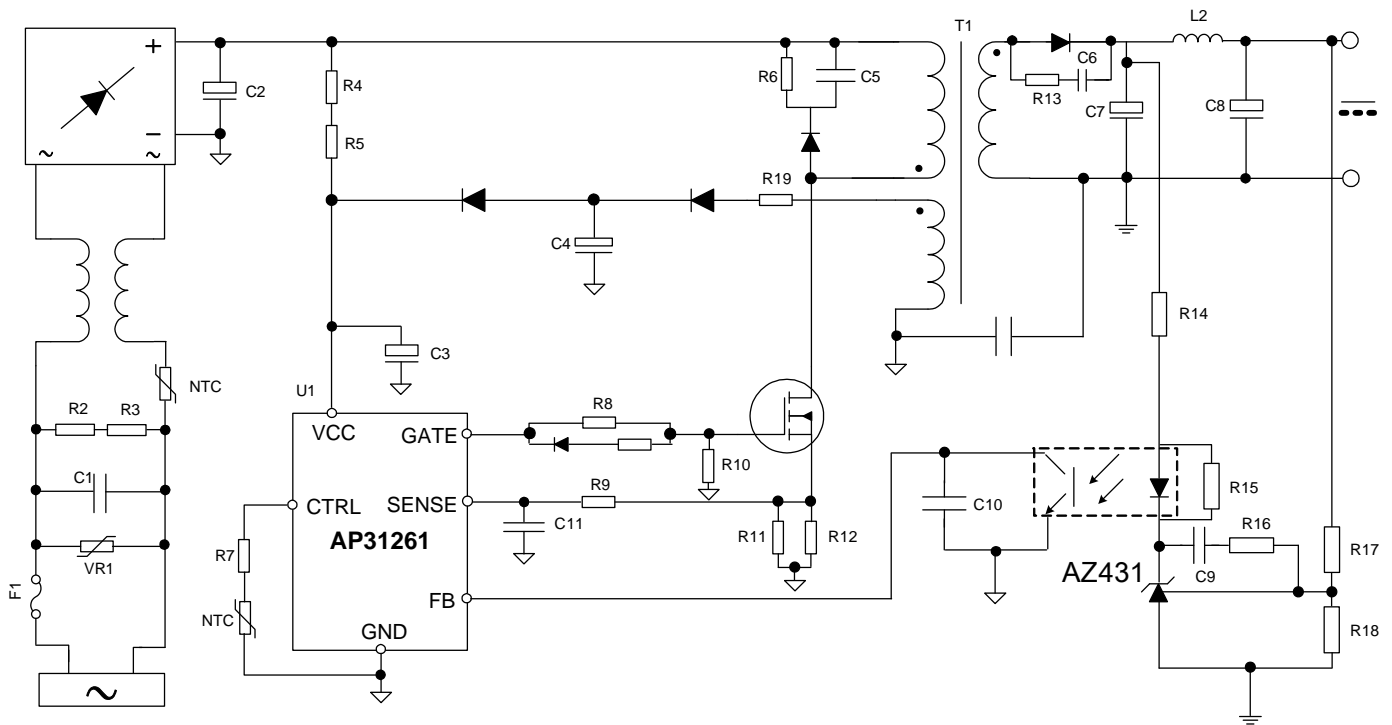 T1
L2
+
C2
R4
R6
C5
C6
R13
C7
C8
−
~
~
R5
R19
C4
R14
C3
NTC
U1
R2
R3
VCC
GATE
R8
R10
C1
CTRL
SENSE
R9
C10
R15
AP31261
C11
R11
R12
R16
R7
VR1
AZ431
C9
R17
F1
NTC
FB
GND
R18
~